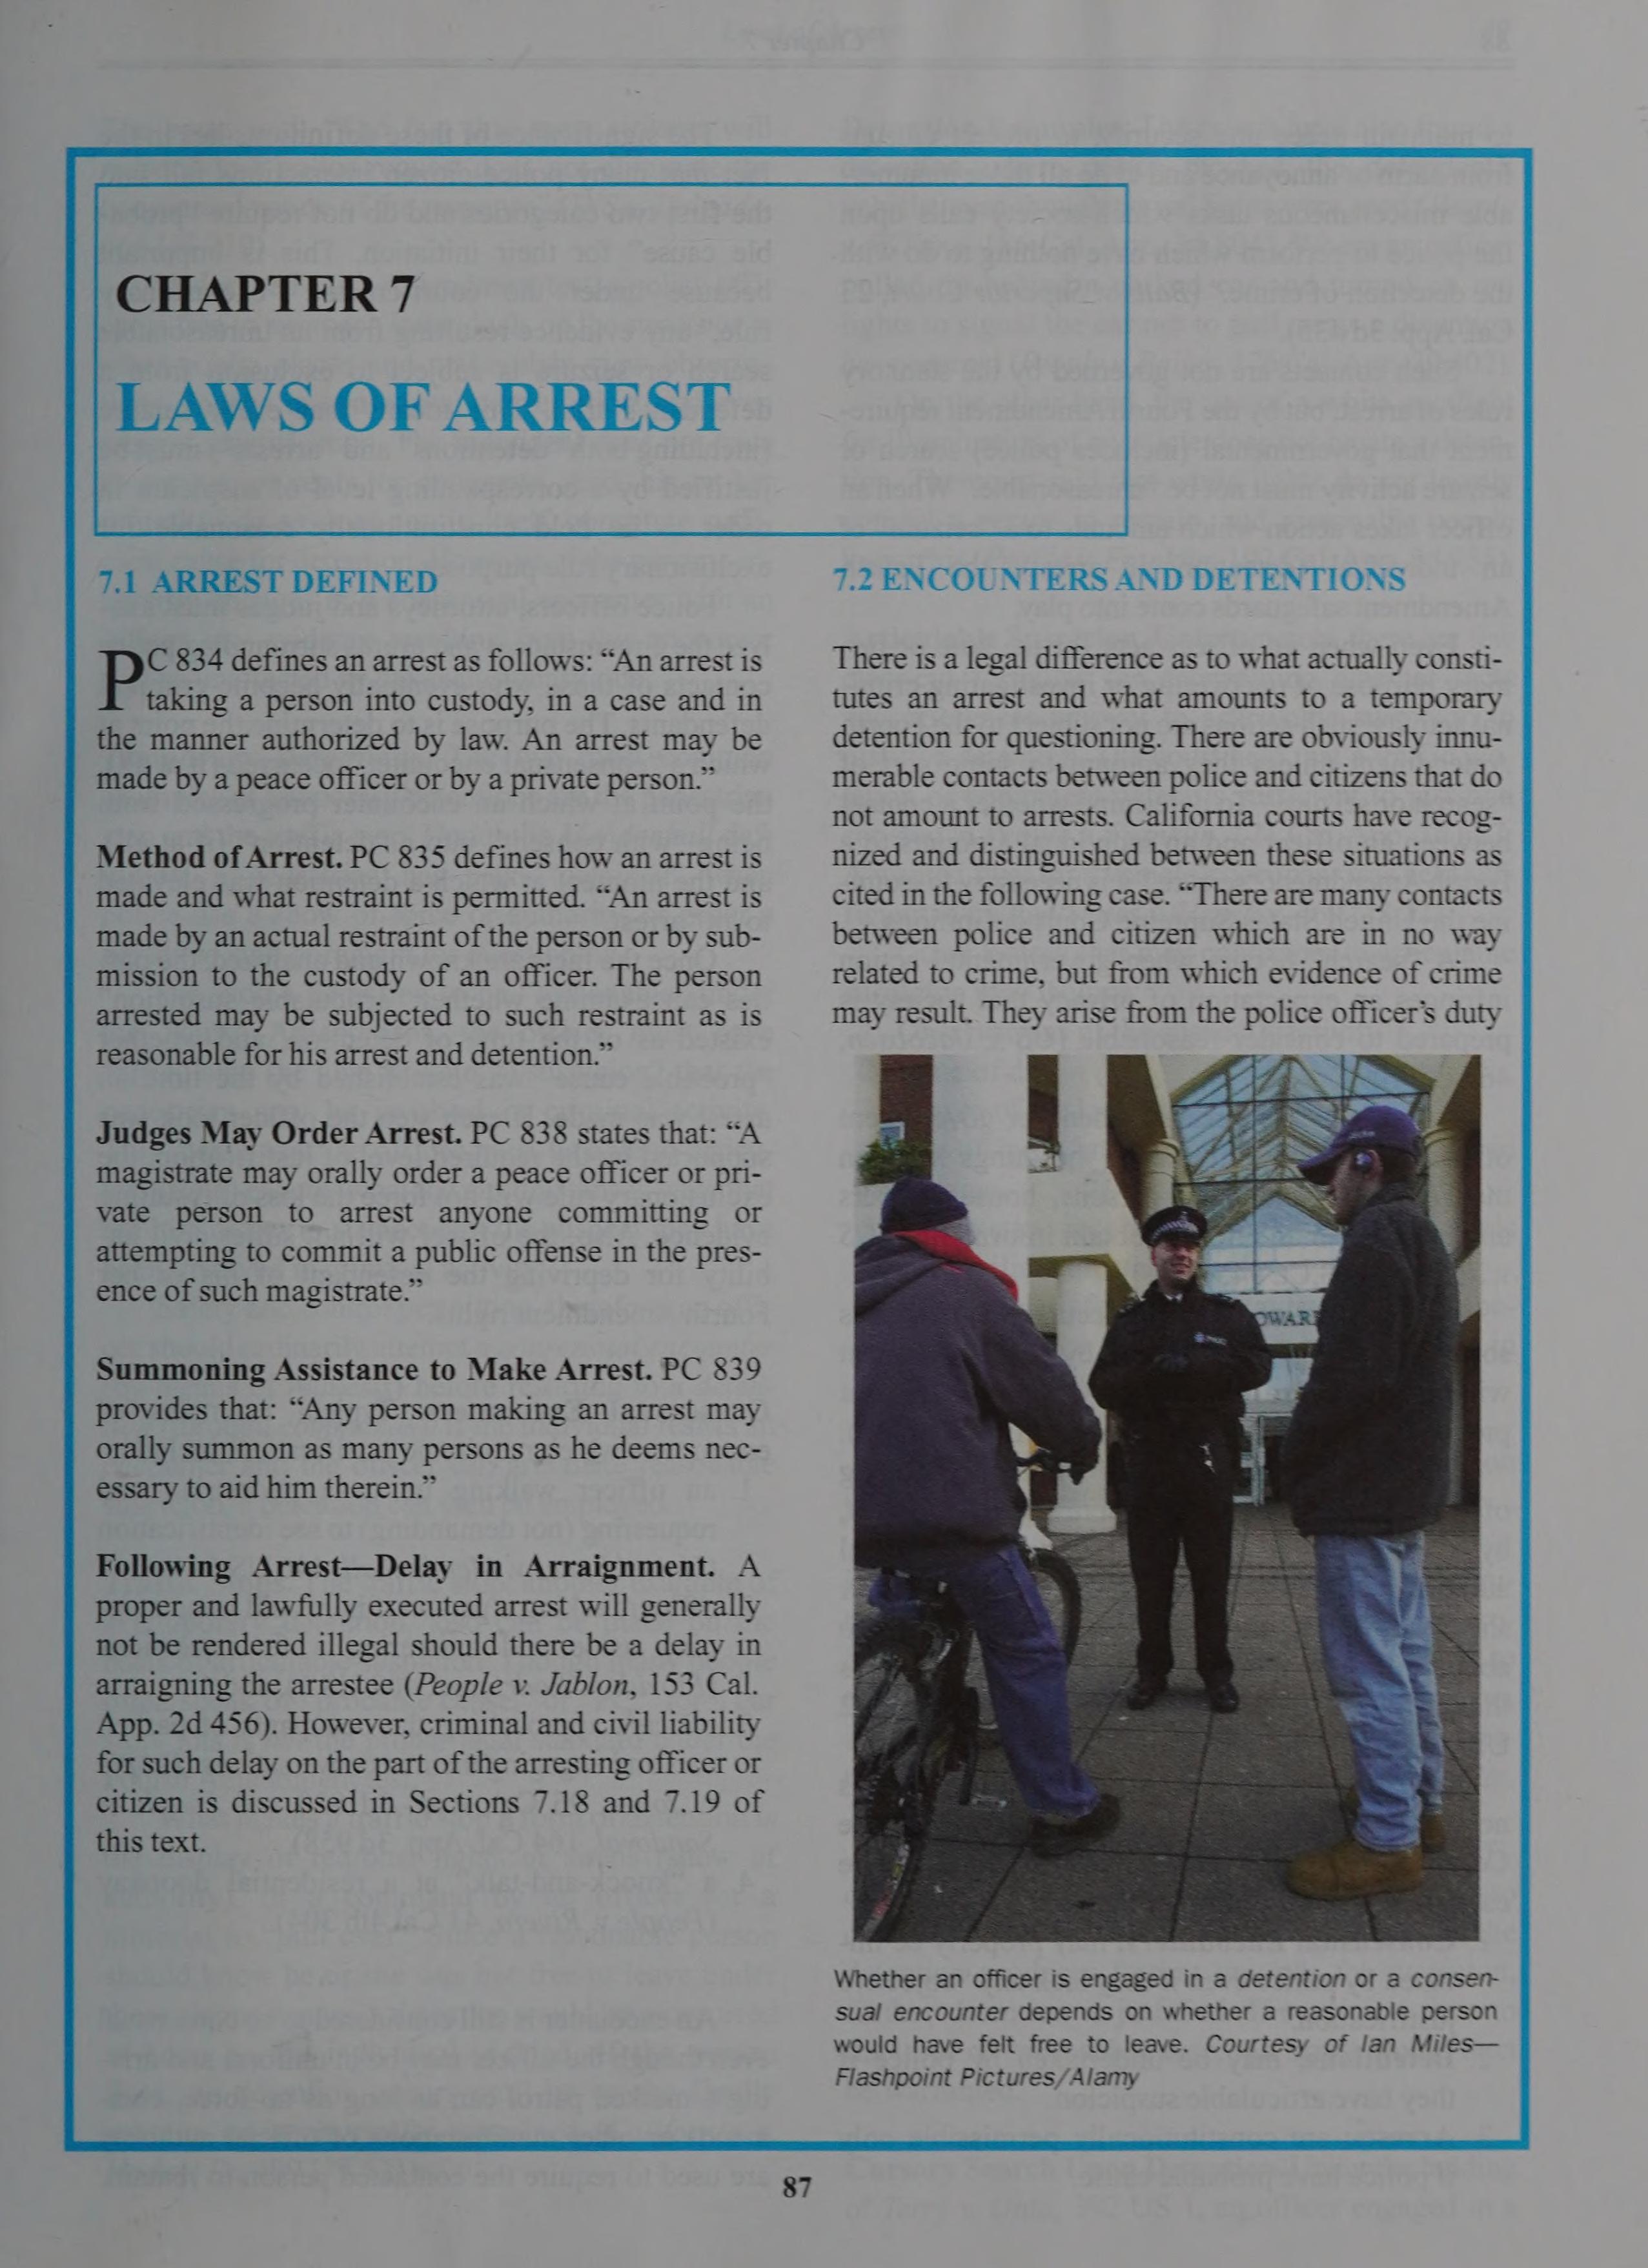 CHAPTER 7
LAWS OF ARREST
7.1 ARREST DEFINED
PC 834 defines an arrest as follows: “An arrest is
taking a person into custody, in a case and in
the manner authorized by law. An arrest may be
made by a peace officer or by a private person.”
Method of Arrest. PC 835 defines how an arrest is
made and what restraint is permitted. “An arrest is
made by an actual restraint of the person or by sub-
mission to the custody of an officer. The person
arrested may be subjected to such restraint as is
reasonable for his arrest and detention.”
Judges May Order Arrest. PC 838 states that: “A
magistrate may orally order a peace officer or pri-
vate person to arrest anyone committing or
attempting to commit a public offense in the pres-
ence of such magistrate.”
Summoning Assistance to Make Arrest. PC 839
provides that: “Any person making an arrest may
orally summon as many persons as he deems nec-
essary to aid him therein.”
Following Arrest—Delay in Arraignment. A
proper and lawfully executed arrest will generally
not be rendered illegal should there be a delay in
arraigning the arrestee (People v. Jablon, 153 Cal.
App. 2d 456). However, criminal and civil liability
for such delay on the part of the arresting officer or
citizen is discussed in Sections 7.18 and 7.19 of
this text.
7.2 ENCOUNTERS AND DETENTIONS
There is a legal difference as to what actually consti-
tutes an arrest and what amounts to a temporary
detention for questioning. There are obviously innu-
merable contacts between police and citizens that do
not amount to arrests. California courts have recog-
nized and distinguished between these situations as
cited in the following case. “There are many contacts
between police and citizen which are in no way
related to crime, but from which evidence of crime
may result. They arise from the police officer’s duty
OWAR
Whether an officer is engaged in a detention or a consen-
sual encounter depends on whether a reasonable person
would have felt free to leave. Courtesy of Ian Miles—
Flashpoint Pictures/Alamy
87